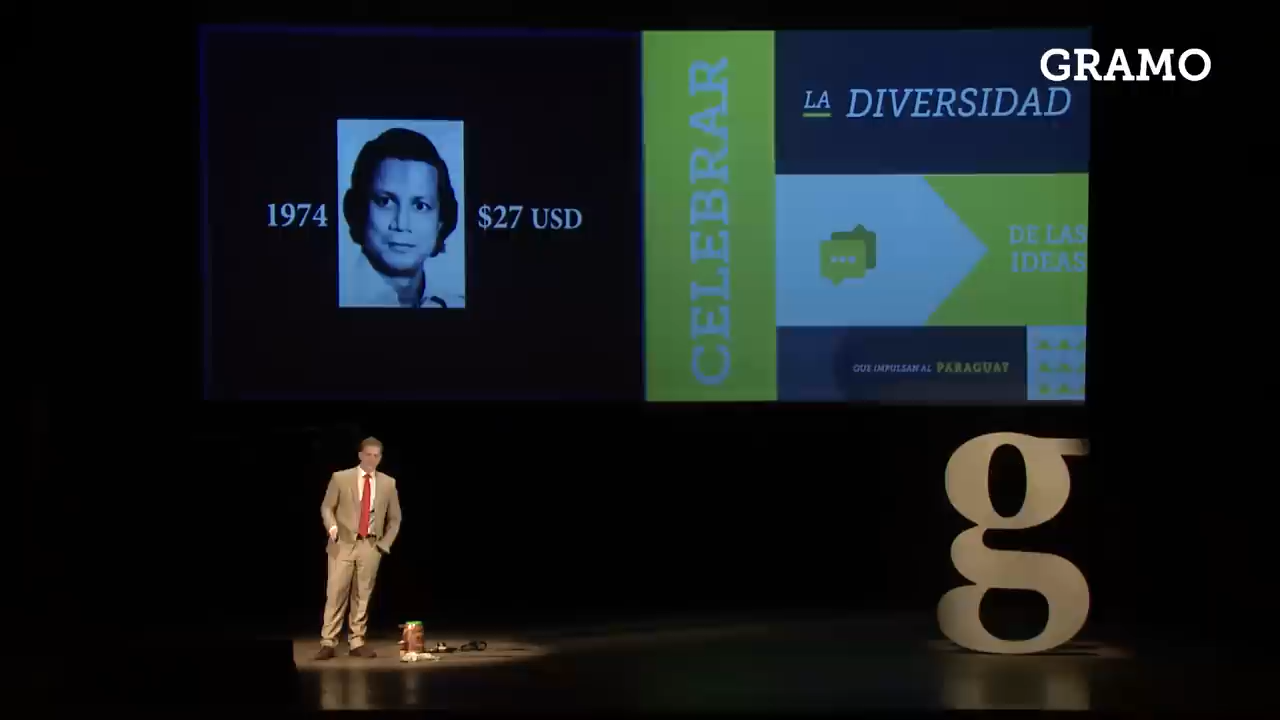 GRAMO
1974
$27 USD
CELEBRAR
LA DIVERSIDAD
DE LAS
IDEAS
QUE IMPULSAN AL PARAGUAY
g